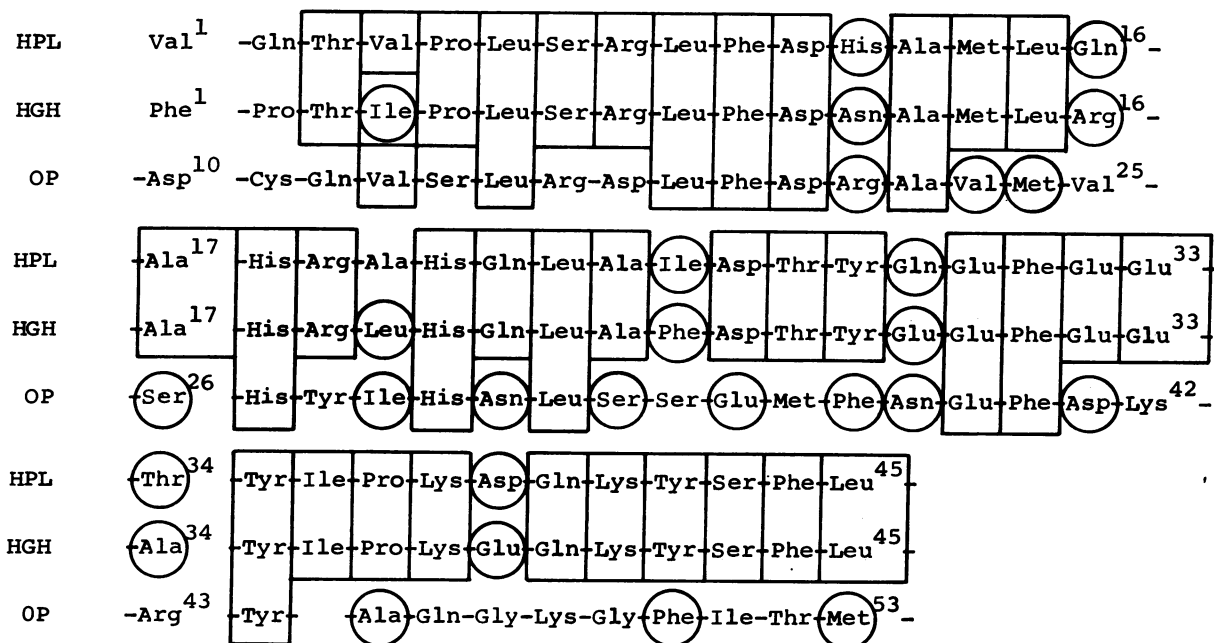 HPL Val1 -Gln-Thr-Val-Pro-Leu-Ser-Arg-Leu-Phe-Asp-His-Ala-Met-Leu-Gln16-
HGH Phe1 -Pro-Thr-Ile-Pro-Leu-Ser-Arg-Leu-Phe-Asp-Asn-Ala-Met-Leu-Arg16-
OP -Asp10 -Cys-Gln-Val-Ser-Leu-Arg-Asp-Leu-Phe-Asp-Arg-Ala-Val-Met-Val25-
HPL -Ala17 -His-Arg-Ala-His-Gln-Leu-Ala-Ile-Asp-Thr-Tyr-Gln-Glu-Phe-Glu-Glu33-
HGH -Ala17 -His-Arg-Leu-His-Gln-Leu-Ala-Phe-Asp-Thr-Tyr-Glu-Glu-Phe-Glu-Glu33-
OP -Ser26 -His-Tyr-Ile-His-Asn-Leu-Ser-Ser-Glu-Met-Phe-Asn-Glu-Phe-Asp-Lys42-
HPL -Thr34 -Tyr-Ile-Pro-Lys-Asp-Gln-Lys-Tyr-Ser-Phe-Leu45-
HGH -Ala34 -Tyr-Ile-Pro-Lys-Glu-Gln-Lys-Tyr-Ser-Phe-Leu45-
OP -Arg43 -Tyr- -Ala-Gln-Gly-Lys-Gly-Phe-Ile-Thr-Met53-